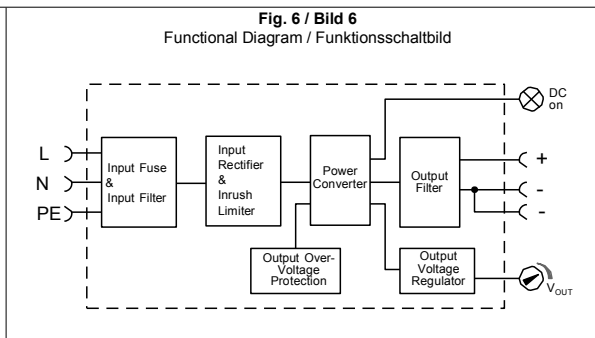 Fig. 6 / Bild 6
Functional Diagram / Funktionsschaltbild
DC
on
L
N
PE
Input Fuse
&
Input Filter
Input
Rectifier
&
Inrush
Limiter
Power
Converter
Output
Filter
+
-
-
Output Over-
Voltage
Protection
Output
Voltage
Regulator
VOUT